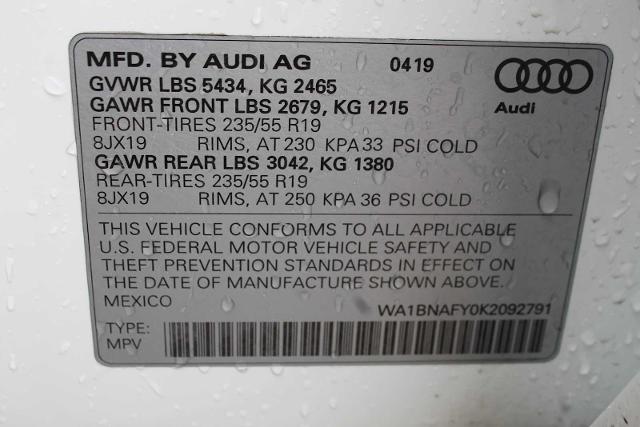 MFD. BY AUDI AG 0419
GVWR LBS 5434, KG 2465
GAWR FRONT LBS 2679, KG 1215
Audi
FRONT-TIRES 235/55 R19
8JX19 RIMS, AT 230 KPA 33 PSI COLD
GAWR REAR LBS 3042, KG 1380
REAR-TIRES 235/55 R19
8JX19 RIMS, AT 250 KPA 36 PSI COLD
THIS VEHICLE CONFORMS TO ALL APPLICABLE
U.S. FEDERAL MOTOR VEHICLE SAFETY AND
THEFT PREVENTION STANDARDS IN EFFECT ON
THE DATE OF MANUFACTURE SHOWN ABOVE.
MEXICO WA1BNAFY0K2092791
TYPE:
MPV